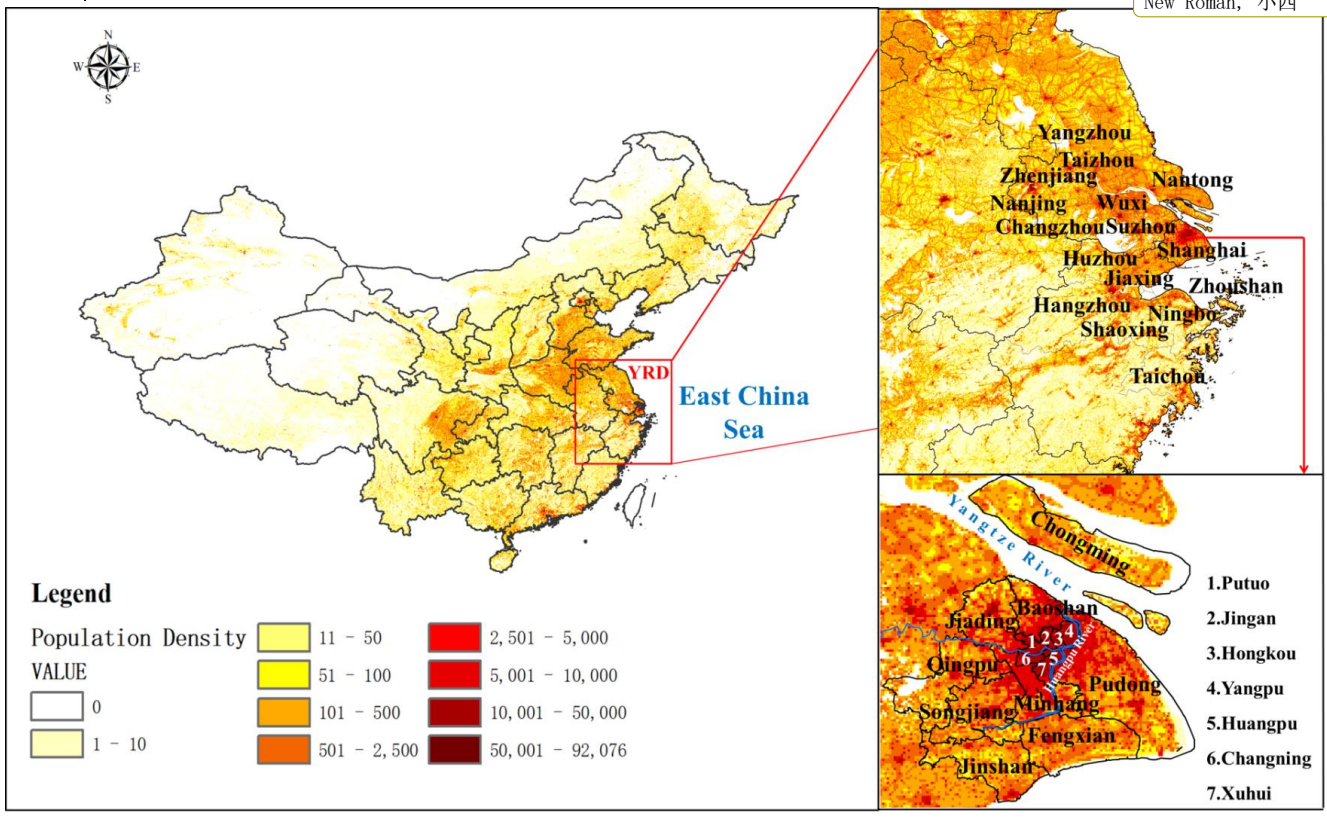 New Roman, 小四
N
W
E
S
YRD
East China
Sea
Legend
Population Density
VALUE
0
1 - 10
11 - 50
51 - 100
101 - 500
501 - 2,500
2,501 - 5,000
5,001 - 10,000
10,001 - 50,000
50,001 - 92,076
Yangzhou
Taizhou
Zhenjiang
Nantong
Nanjing
Wuxi
Changzhou
Suzhou
Shanghai
Huzhou
Jiaxing
Zhoushan
Hangzhou
Ningbo
Shaoxing
Taichou
Yangtze River
Chongming
Baoshan
Jiading
1
2
3
4
5
6
7
Huangpu River
Qingpu
Pudong
Minhang
Songjiang
Fengxian
Jinshan
1.Putuo
2.Jingan
3.Hongkou
4.Yangpu
5.Huangpu
6.Changning
7.Xuhui